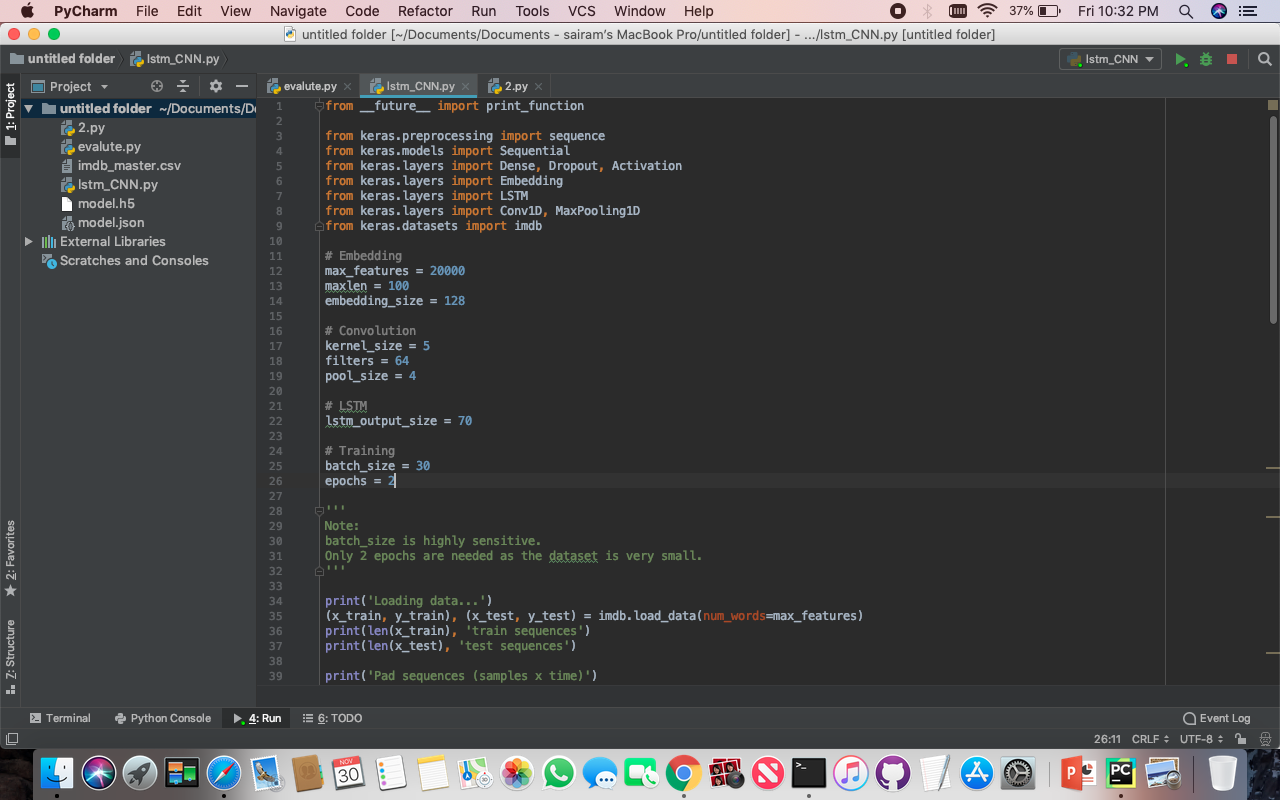 PyCharm File Edit View Navigate Code Refactor Run Tools VCS Window Help 37% Fri 10:32 PM
untitled folder [~/Documents/Documents - sairam's MacBook Pro/untitled folder] - .../lstm_CNN.py [untitled folder]
untitled folder lstm_CNN.py lstm_CNN
Project evalute.py lstm_CNN.py 2.py
1: Project
untitled folder ~/Documents/Do
2.py
evalute.py
imdb_master.csv
lstm_CNN.py
model.h5
model.json
External Libraries
Scratches and Consoles
2: Favorites
Z: Structure
1 from __future__ import print_function
2
3 from keras.preprocessing import sequence
4 from keras.models import Sequential
5 from keras.layers import Dense, Dropout, Activation
6 from keras.layers import Embedding
7 from keras.layers import LSTM
8 from keras.layers import Conv1D, MaxPooling1D
9 from keras.datasets import imdb
10
11 # Embedding
12 max_features = 20000
13 maxlen = 100
14 embedding_size = 128
15
16 # Convolution
17 kernel_size = 5
18 filters = 64
19 pool_size = 4
20
21 # LSTM
22 lstm_output_size = 70
23
24 # Training
25 batch_size = 30
26 epochs = 2
27
28 '''
29 Note:
30 batch_size is highly sensitive.
31 Only 2 epochs are needed as the dataset is very small.
32 '''
33
34 print('Loading data...')
35 (x_train, y_train), (x_test, y_test) = imdb.load_data(num_words=max_features)
36 print(len(x_train), 'train sequences')
37 print(len(x_test), 'test sequences')
38
39 print('Pad sequences (samples x time)')
Terminal Python Console 4: Run 6: TODO Event Log
26:11 CRLF UTF-8
NOV
30
PC